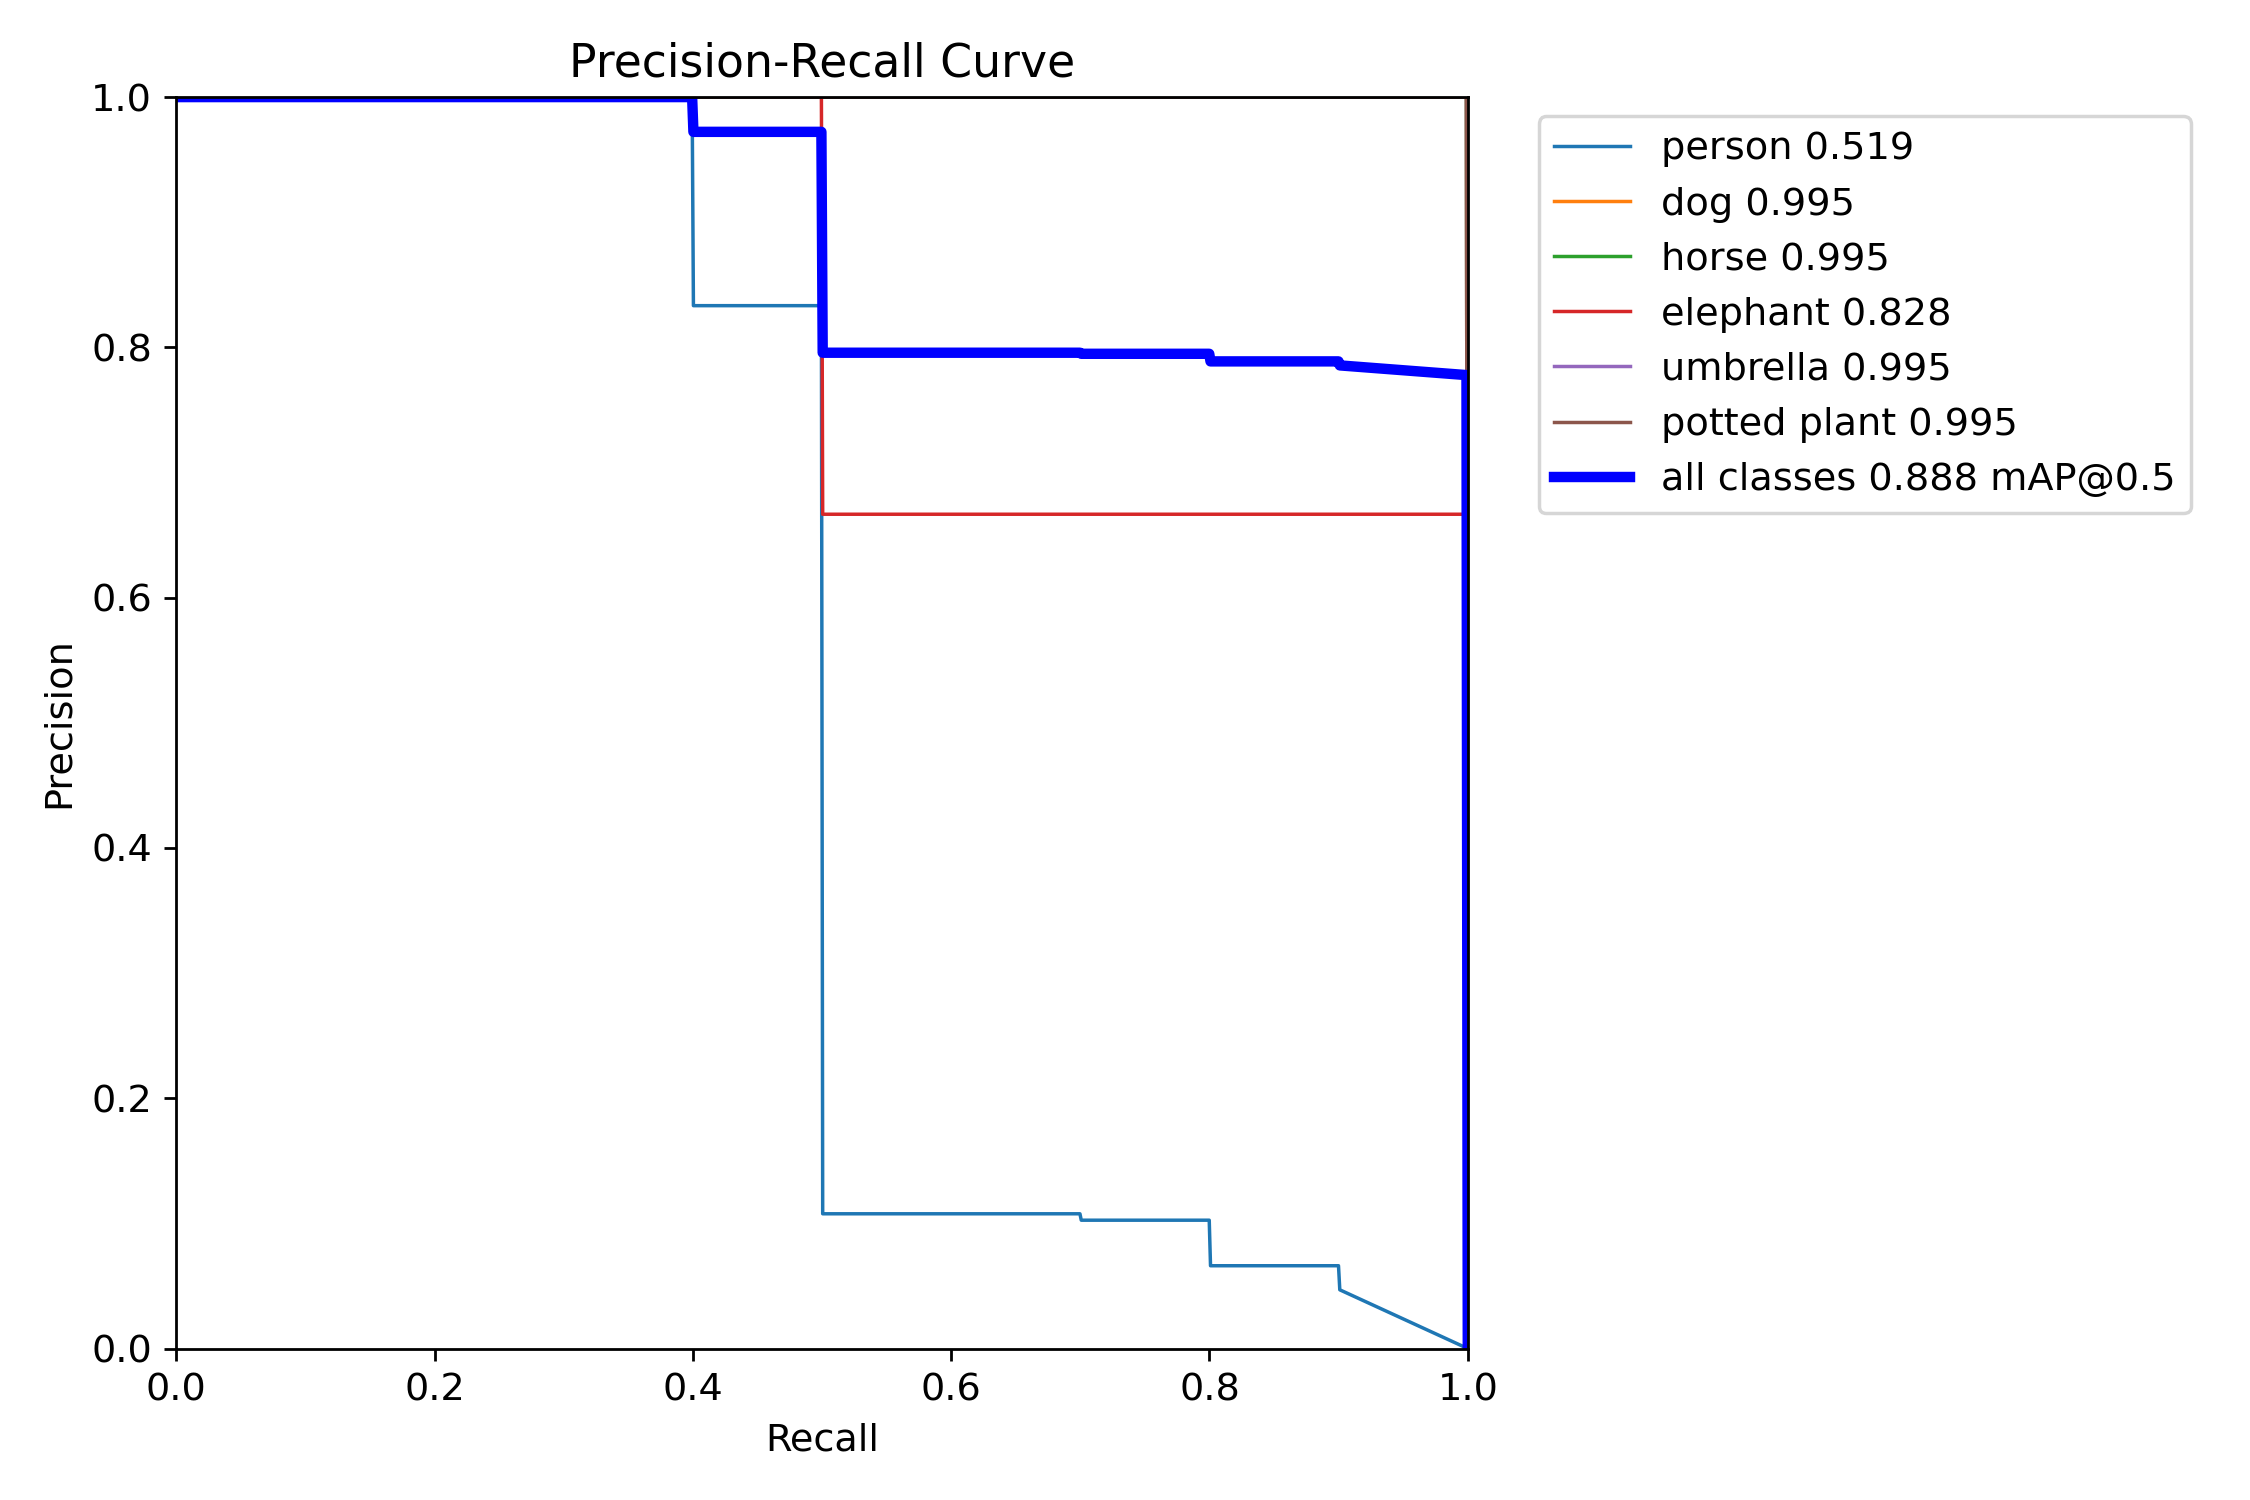 Precision-Recall Curve
1.0
0.8
0.6
0.4
0.2
0.0
Precision
0.0 0.2 0.4 0.6 0.8 1.0
Recall
person 0.519
dog 0.995
horse 0.995
elephant 0.828
umbrella 0.995
potted plant 0.995
all classes 0.888 mAP@0.5